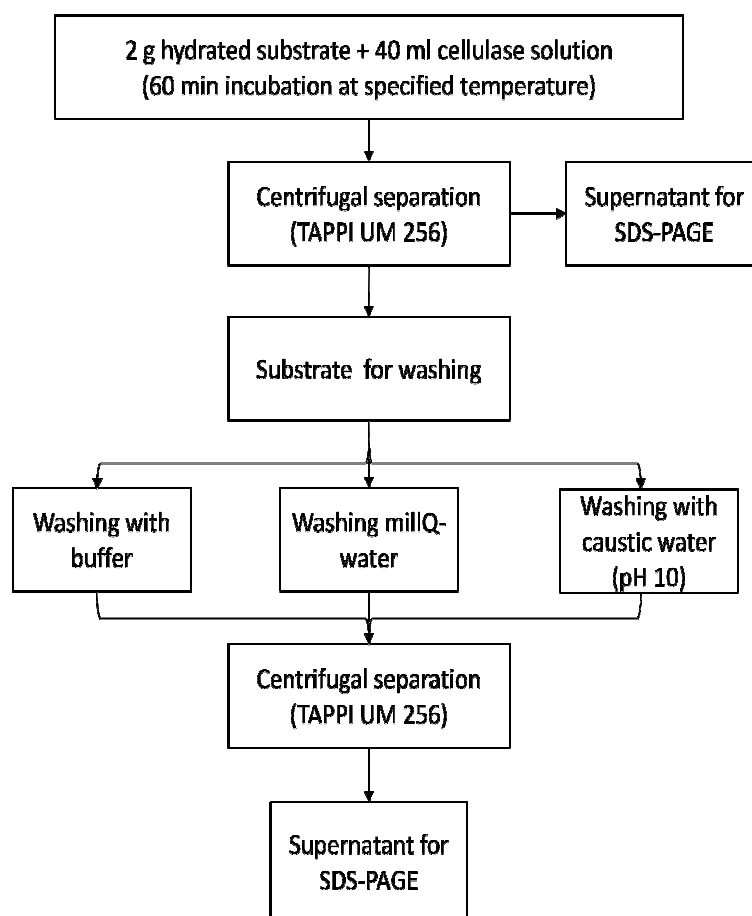 2 g hydrated substrate + 40 ml cellulase solution
(60 min incubation at specified temperature)
Centrifugal separation
(TAPPI UM 256)
Supernatant for
SDS-PAGE
Substrate for washing
Washing with
buffer
Washing millQ-
water
Washing with
caustic water
(pH 10)
Centrifugal separation
(TAPPI UM 256)
Supernatant for
SDS-PAGE